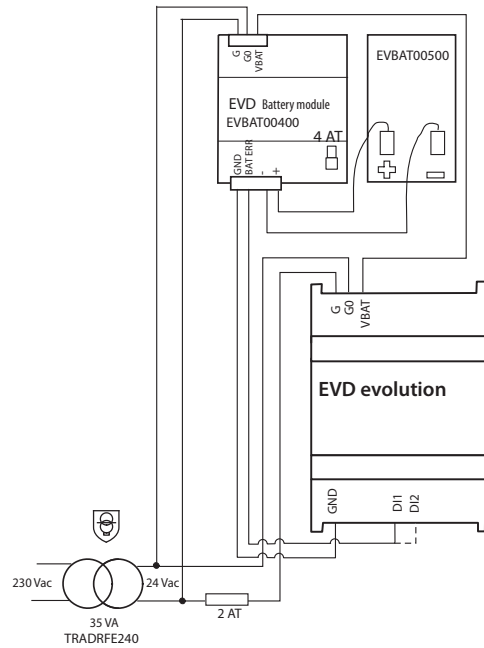 G
G0
VBAT
EVBAT00500
EVD Battery module
EVBAT00400
4 AT
GND
BAT ERR
-
+
G
G0
VBAT
EVD evolution
GND
DI1
DI2
230 Vac
24 Vac
2 AT
35 VA
TRADRFE240